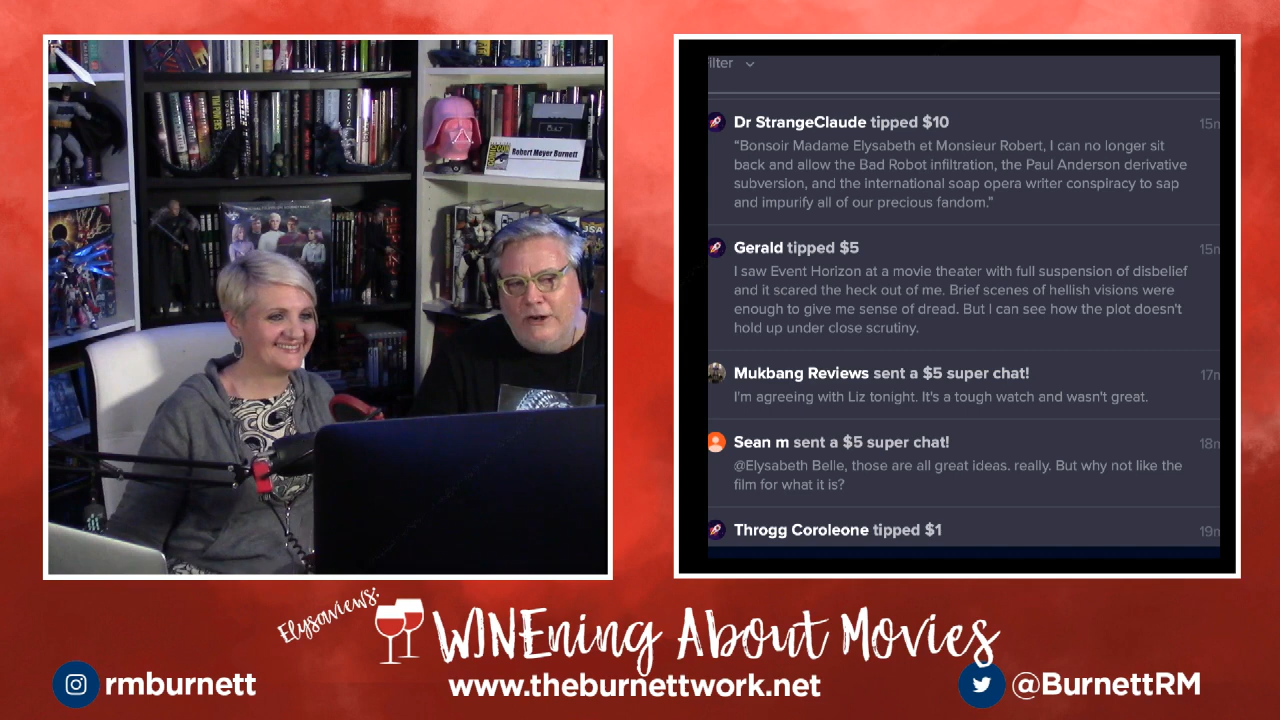 TIM POWERS
CULT
Robert Meyer Burnett
JSA
ilter
Dr StrangeClaude tipped $10
15m
“Bonsoir Madame Elysabeth et Monsieur Robert, I can no longer sit
back and allow the Bad Robot infiltration, the Paul Anderson derivative
subversion, and the international soap opera writer conspiracy to sap
and impurify all of our precious fandom.”
Gerald tipped $5
15m
I saw Event Horizon at a movie theater with full suspension of disbelief
and it scared the heck out of me. Brief scenes of hellish visions were
enough to give me sense of dread. But I can see how the plot doesn't
hold up under close scrutiny.
Mukbang Reviews sent a $5 super chat!
17m
I'm agreeing with Liz tonight. It's a tough watch and wasn't great.
Sean m sent a $5 super chat!
18m
@Elysabeth Belle, those are all great ideas. really. But why not like the
film for what it is?
Throgg Coroleone tipped $1
19m
Elysaviews:
WINEning About Movies
rmburnett
www.theburnettwork.net
@BurnettRM